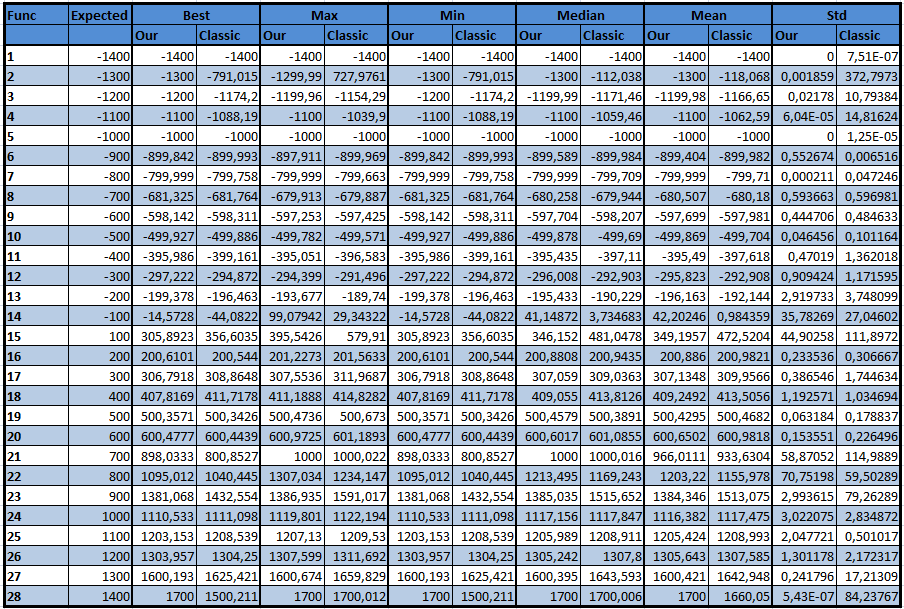 Func Expected Best Max Min Median Mean Std
Our Classic Our Classic Our Classic Our Classic Our Classic Our Classic
1 -1400 -1400 -1400 -1400 -1400 -1400 -1400 -1400 -1400 -1400 -1400 0 7,51E-07
2 -1300 -1300 -791,015 -1299,99 727,9761 -1300 -791,015 -1300 -112,038 -1300 -118,068 0,001859 372,7973
3 -1200 -1200 -1174,2 -1199,96 -1154,29 -1200 -1174,2 -1199,99 -1171,46 -1199,98 -1166,65 0,02178 10,79384
4 -1100 -1100 -1088,19 -1100 -1039,9 -1100 -1088,19 -1100 -1059,46 -1100 -1062,59 6,04E-05 14,81624
5 -1000 -1000 -1000 -1000 -1000 -1000 -1000 -1000 -1000 -1000 -1000 0 1,25E-05
6 -900 -899,842 -899,993 -897,911 -899,969 -899,842 -899,993 -899,589 -899,984 -899,404 -899,982 0,552674 0,006516
7 -800 -799,999 -799,758 -799,999 -799,663 -799,999 -799,758 -799,999 -799,709 -799,999 -799,71 0,000211 0,047246
8 -700 -681,325 -681,764 -679,913 -679,887 -681,325 -681,764 -680,258 -679,944 -680,507 -680,18 0,593663 0,596981
9 -600 -598,142 -598,311 -597,253 -597,425 -598,142 -598,311 -597,704 -598,207 -597,699 -597,981 0,444706 0,484633
10 -500 -499,927 -499,886 -499,782 -499,571 -499,927 -499,886 -499,878 -499,69 -499,869 -499,704 0,046456 0,101164
11 -400 -395,986 -399,161 -395,051 -396,583 -395,986 -399,161 -395,435 -397,11 -395,49 -397,618 0,47019 1,362018
12 -300 -297,222 -294,872 -294,399 -291,496 -297,222 -294,872 -296,008 -292,903 -295,823 -292,908 0,909424 1,171595
13 -200 -199,378 -196,463 -193,677 -189,74 -199,378 -196,463 -195,433 -190,229 -196,163 -192,144 2,919733 3,748099
14 -100 -14,5728 -44,0822 99,07942 29,34322 -14,5728 -44,0822 41,14872 3,734683 42,20246 0,984359 35,78269 27,04602
15 100 305,8923 356,6035 395,5426 579,91 305,8923 356,6035 346,152 481,0478 349,1957 472,5204 44,90258 111,8972
16 200 200,6101 200,544 201,2273 201,5633 200,6101 200,544 200,8808 200,9435 200,886 200,9821 0,233536 0,306667
17 300 306,7918 308,8648 307,5536 311,9687 306,7918 308,8648 307,059 309,0363 307,1348 309,9566 0,386546 1,744634
18 400 407,8169 411,7178 411,1888 414,8282 407,8169 411,7178 409,055 413,8126 409,2492 413,5056 1,192571 1,034694
19 500 500,3571 500,3426 500,4736 500,673 500,3571 500,3426 500,4579 500,3891 500,4295 500,4682 0,063184 0,178837
20 600 600,4777 600,4439 600,9725 601,1893 600,4777 600,4439 600,6017 601,0855 600,6502 600,9818 0,153551 0,226496
21 700 898,0333 800,8527 1000 1000,022 898,0333 800,8527 1000 1000,016 966,0111 933,6304 58,87052 114,9889
22 800 1095,012 1040,445 1307,034 1234,147 1095,012 1040,445 1213,495 1169,243 1203,22 1155,978 70,75198 59,50289
23 900 1381,068 1432,554 1386,935 1591,017 1381,068 1432,554 1385,035 1515,652 1384,346 1513,075 2,993615 79,26289
24 1000 1110,533 1111,098 1119,801 1122,194 1110,533 1111,098 1117,156 1117,847 1116,382 1117,475 3,022075 2,834872
25 1100 1203,153 1208,539 1207,13 1209,53 1203,153 1208,539 1205,989 1208,911 1205,424 1208,993 2,047721 0,501017
26 1200 1303,957 1304,25 1307,599 1311,692 1303,957 1304,25 1305,242 1307,8 1305,643 1307,585 1,301178 2,172317
27 1300 1600,193 1625,421 1600,674 1659,829 1600,193 1625,421 1600,395 1643,593 1600,421 1642,948 0,241796 17,21309
28 1400 1700 1500,211 1700 1700,012 1700 1500,211 1700 1700,006 1700 1660,05 5,43E-07 84,23767